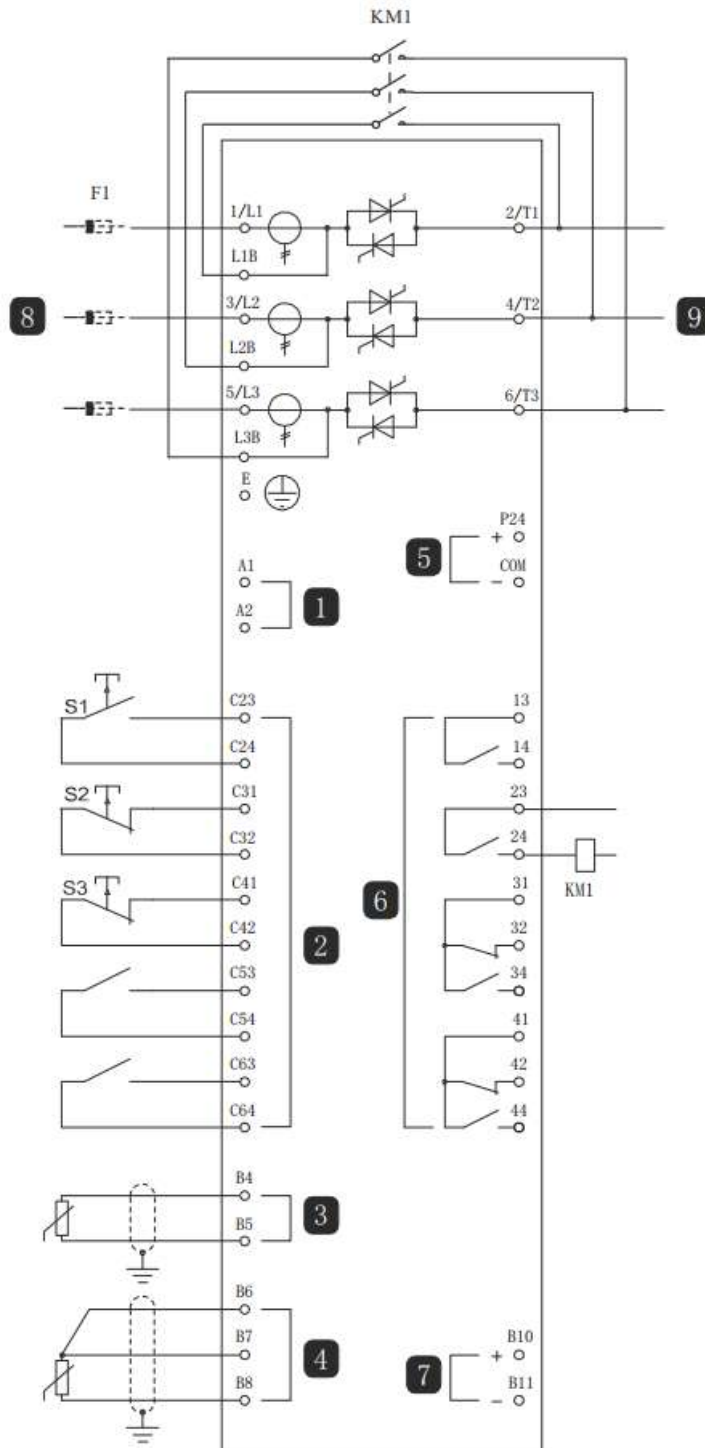 KM1
F1
1/L1
2/T1
L1B
8
3/L2
4/T2
9
L2B
5/L3
6/T3
L3B
E
P24
5
+
COM
-
A1
1
A2
S1
C23
13
C24
14
S2
C31
23
C32
24
KM1
S3
C41
6
31
C42
2
32
C53
34
C54
41
C63
42
C64
44
B4
3
B5
B6
B7
4
7
+
B10
B8
-
B11